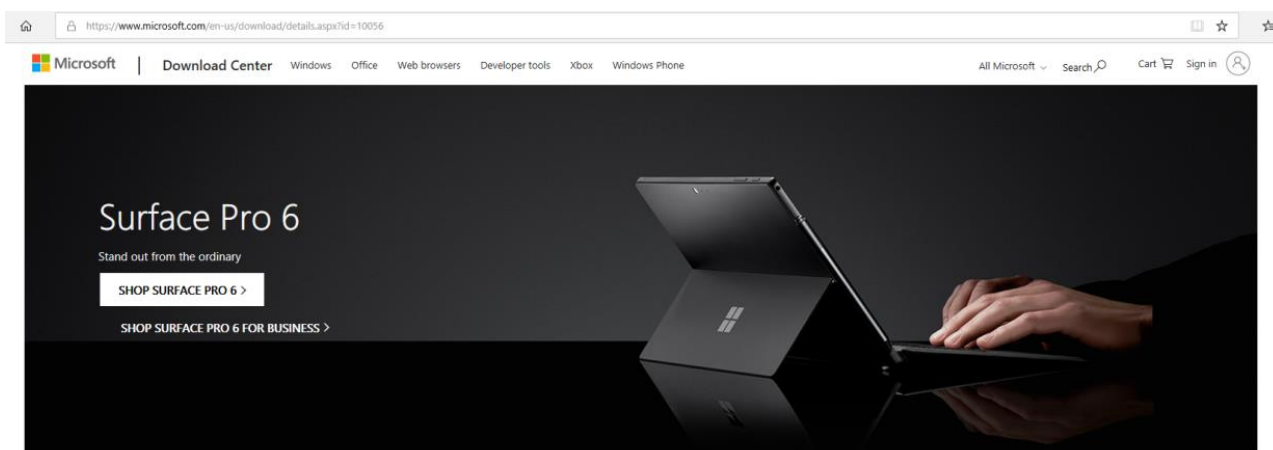 https://www.microsoft.com/en-us/download/details.aspx?id=10056
Microsoft | Download Center Windows Office Web browsers Developer tools Xbox Windows Phone All Microsoft Search Cart Sign in
Surface Pro 6
Stand out from the ordinary
SHOP SURFACE PRO 6 >
SHOP SURFACE PRO 6 FOR BUSINESS >